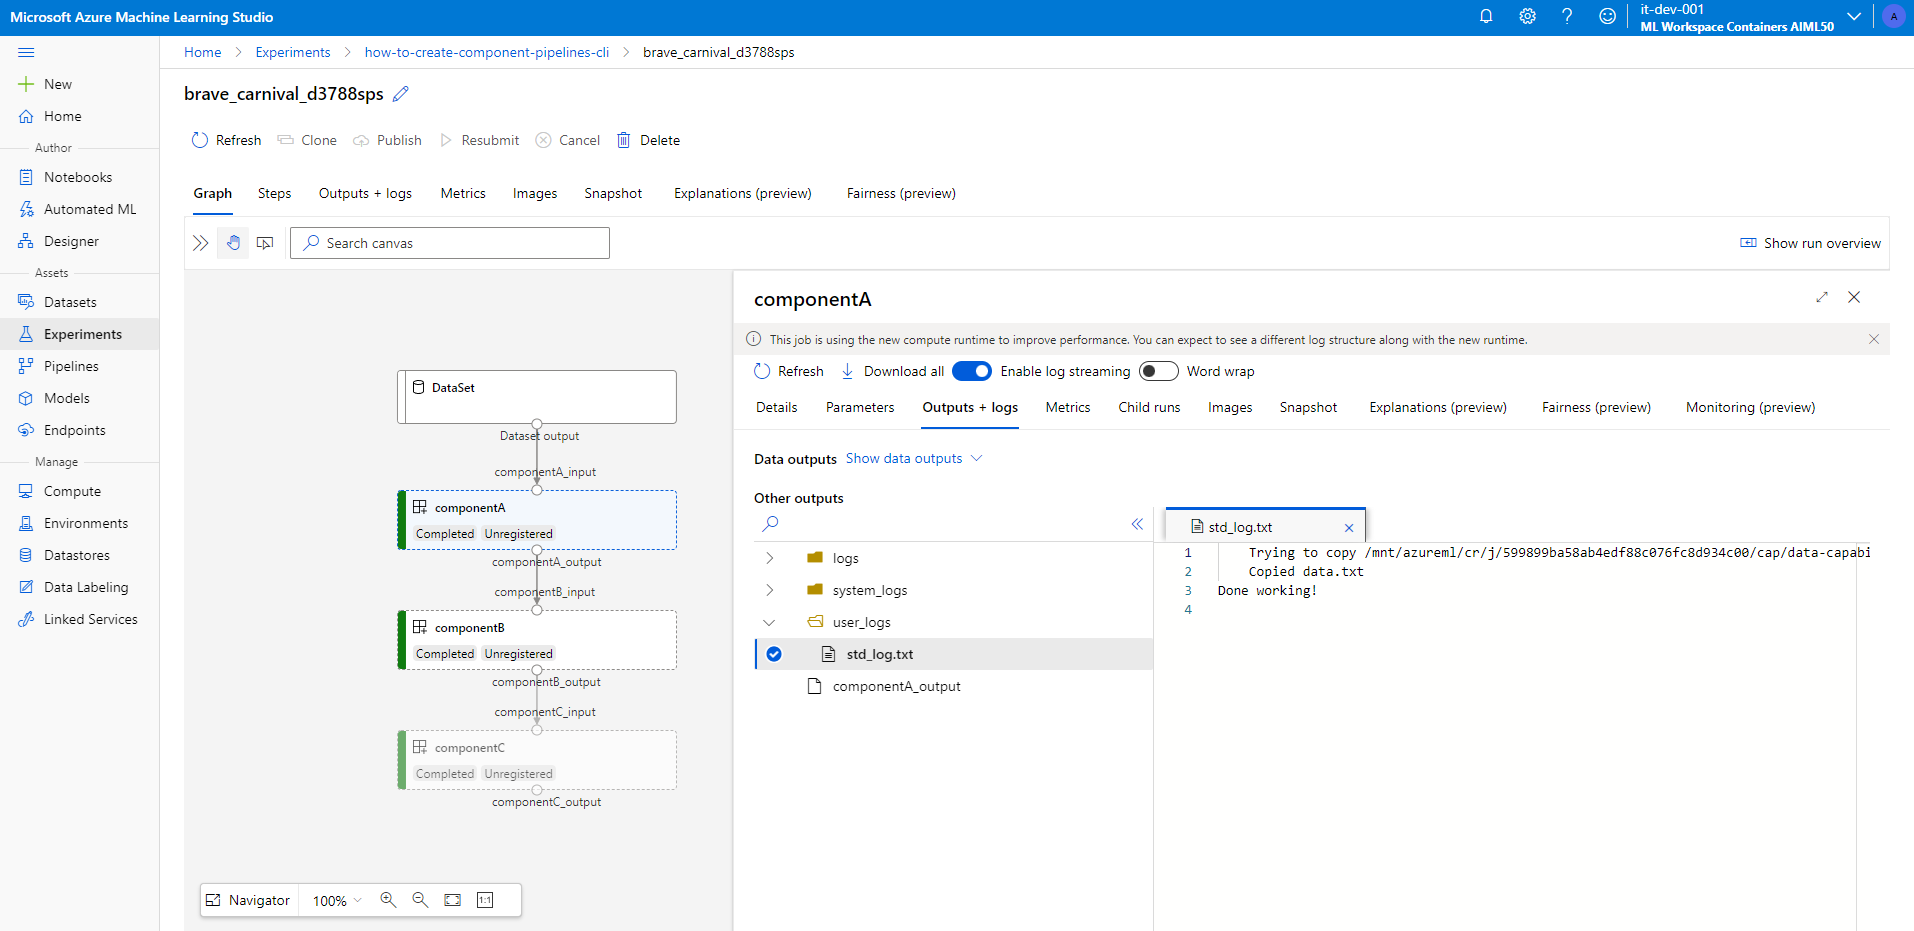 Microsoft Azure Machine Learning Studio
it-dev-001
ML Workspace Containers AIML50
A
Home > Experiments > how-to-create-component-pipelines-cli > brave_carnival_d3788sps
New
Home
Author
Notebooks
Automated ML
Designer
Assets
Datasets
Experiments
Pipelines
Models
Endpoints
Manage
Compute
Environments
Datastores
Data Labeling
Linked Services
brave_carnival_d3788sps
Refresh Clone Publish Resubmit Cancel Delete
Graph Steps Outputs + logs Metrics Images Snapshot Explanations (preview) Fairness (preview)
Search canvas
Show run overview
DataSet
Dataset output
componentA_input
componentA
Completed Unregistered
componentA_output
componentB_input
componentB
Completed Unregistered
componentB_output
componentC_input
componentC
Completed Unregistered
componentC_output
Navigator 100% 1:1
componentA
This job is using the new compute runtime to improve performance. You can expect to see a different log structure along with the new runtime.
Refresh Download all Enable log streaming Word wrap
Details Parameters Outputs + logs Metrics Child runs Images Snapshot Explanations (preview) Fairness (preview) Monitoring (preview)
Data outputs Show data outputs
Other outputs
logs
system_logs
user_logs
std_log.txt
componentA_output
std_log.txt
1 Trying to copy /mnt/azureml/cr/j/599899ba58ab4edf88c076fc8d934c00/cap/data-capabi
2 Copied data.txt
3 Done working!
4